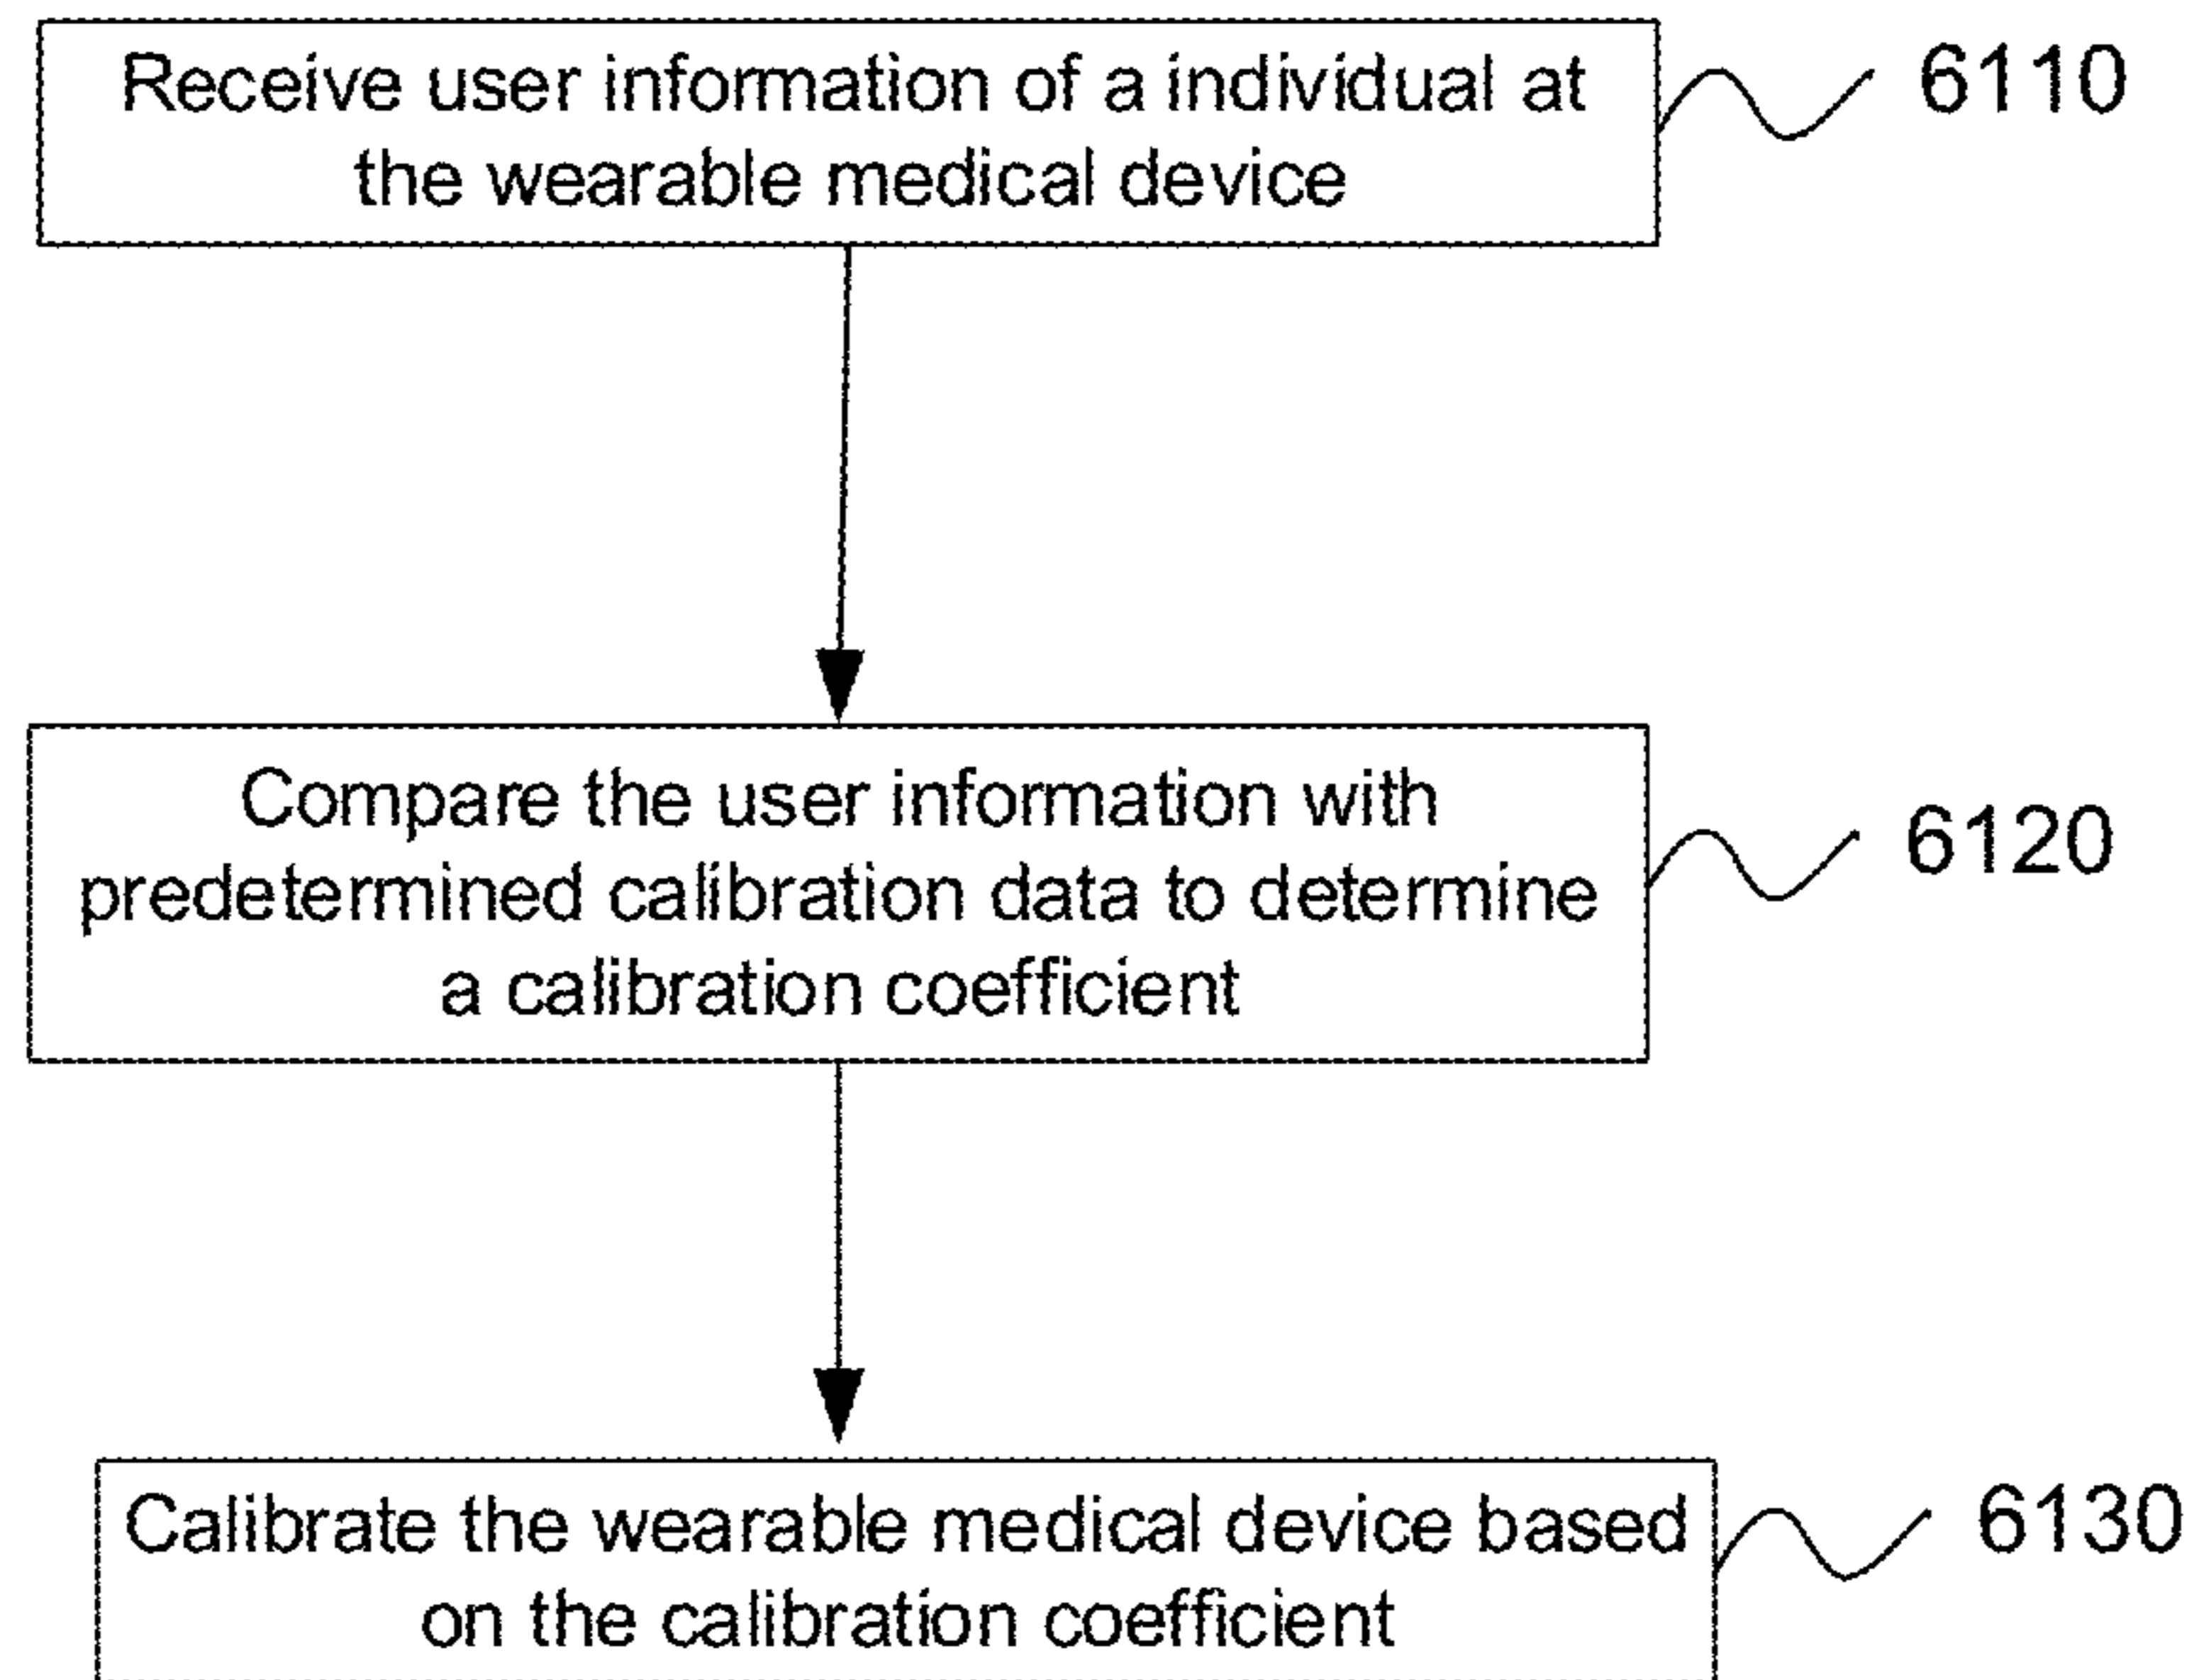 Receive user information of a individual at
the wearable medical device
6110
Compare the user information with
predetermined calibration data to determine
a calibration coefficient
6120
Calibrate the wearable medical device based
on the calibration coefficient
6130